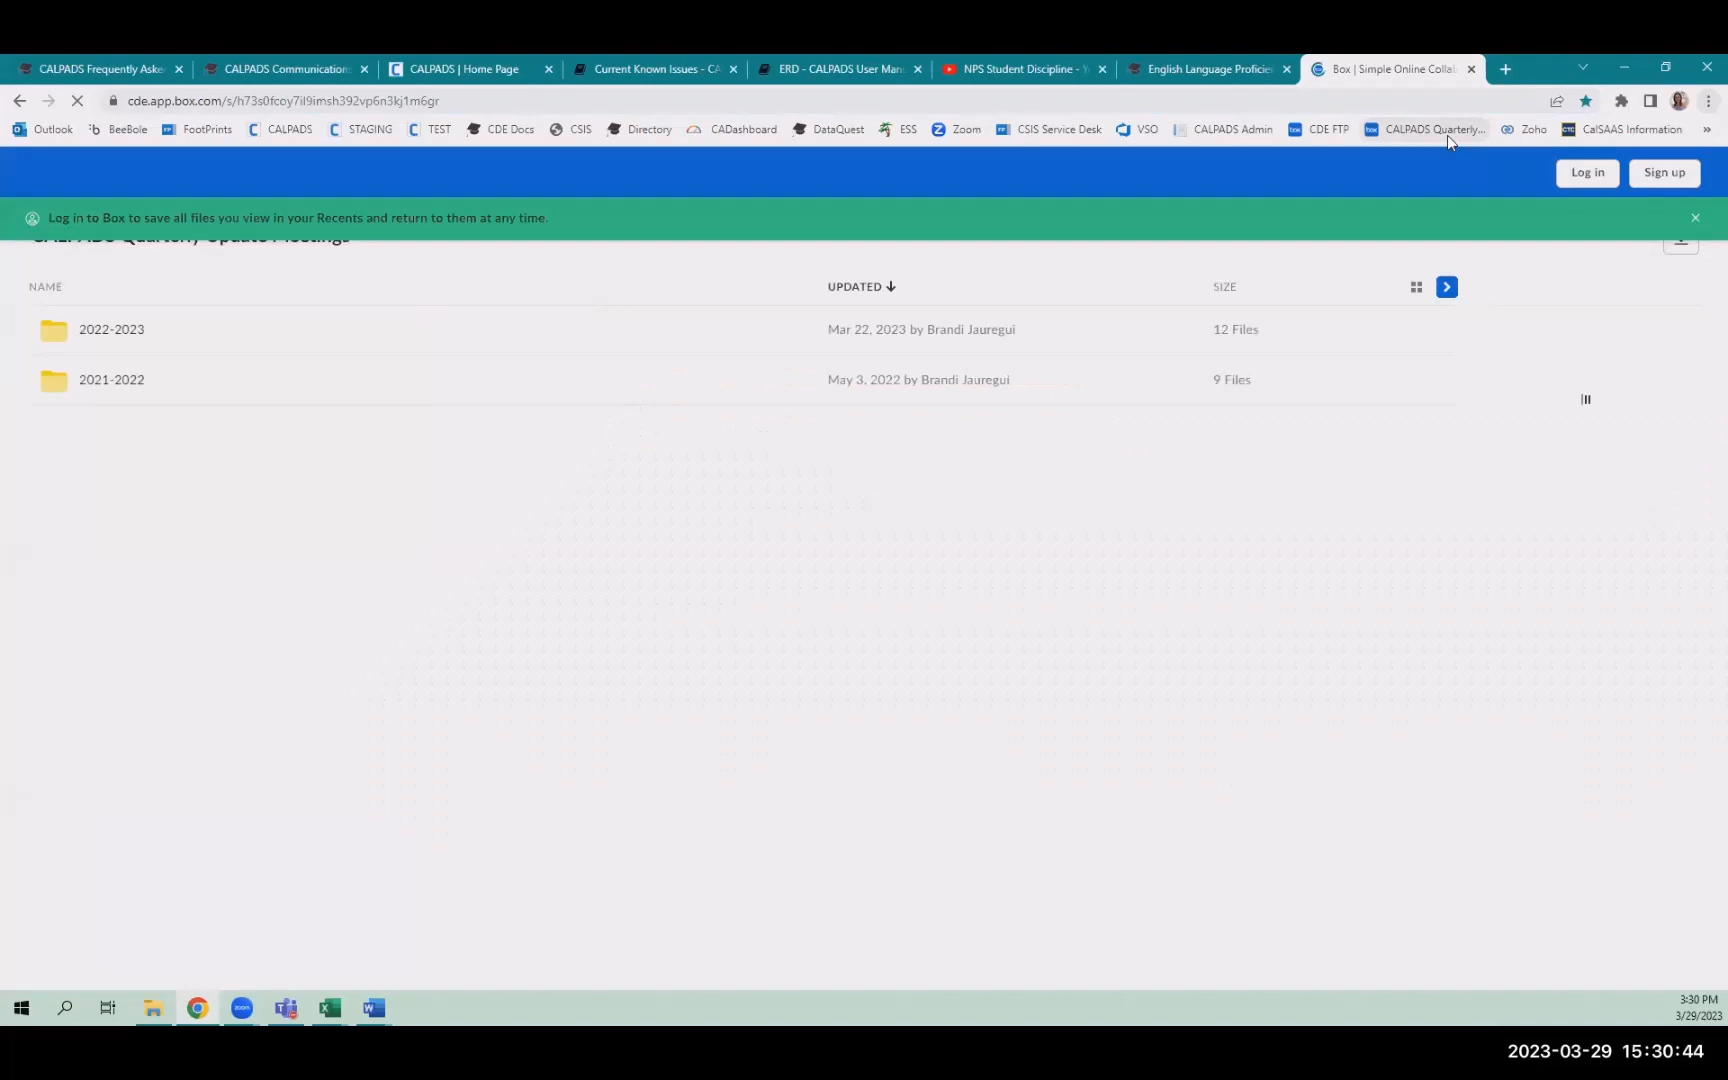 CALPADS Frequently Aske
CALPADS Communication
CALPADS | Home Page
Current Known Issues - CA
ERD - CALPADS User Man
NPS Student Discipline - Y
English Language Proficie
Box | Simple Online Collab
cde.app.box.com/s/h73s0fcoy7il9imsh392vp6n3kj1m6gr
Outlook
BeeBole
FootPrints
CALPADS
STAGING
TEST
CDE Docs
CSIS
Directory
CADashboard
DataQuest
ESS
Zoom
CSIS Service Desk
VSO
CALPADS Admin
CDE FTP
CALPADS Quarterly...
Zoho
CalSAAS Information
Log in
Sign up
Log in to Box to save all files you view in your Recents and return to them at any time.
CALPADS Quarterly Update Meetings
NAME
UPDATED
SIZE
2022-2023
Mar 22, 2023 by Brandi Jauregui
12 Files
2021-2022
May 3, 2022 by Brandi Jauregui
9 Files
3:30 PM
3/29/2023
2023-03-29 15:30:44